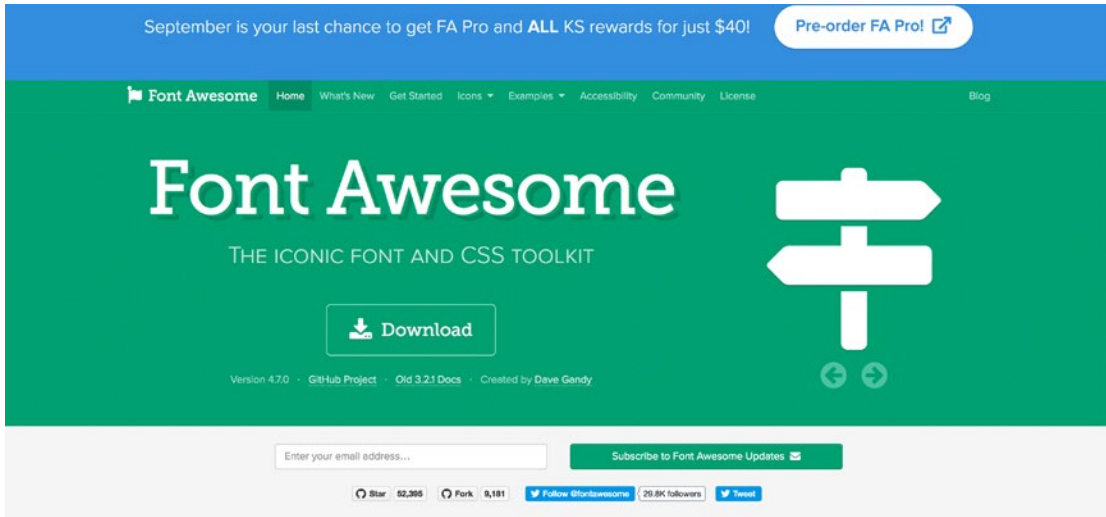 September is your last chance to get FA Pro and ALL KS rewards for just $40!
Pre-order FA Pro!
Font Awesome Home What's New Get Started Icons Examples Accessibility Community License Blog
Font Awesome
THE ICONIC FONT AND CSS TOOLKIT
Download
Version 4.7.0 · GitHub Project · Old 3.2.1 Docs · Created by Dave Gandy
Enter your email address...
Subscribe to Font Awesome Updates
Star 52,395 Fork 9,181 Follow @fontawesome 29.8K followers Tweet